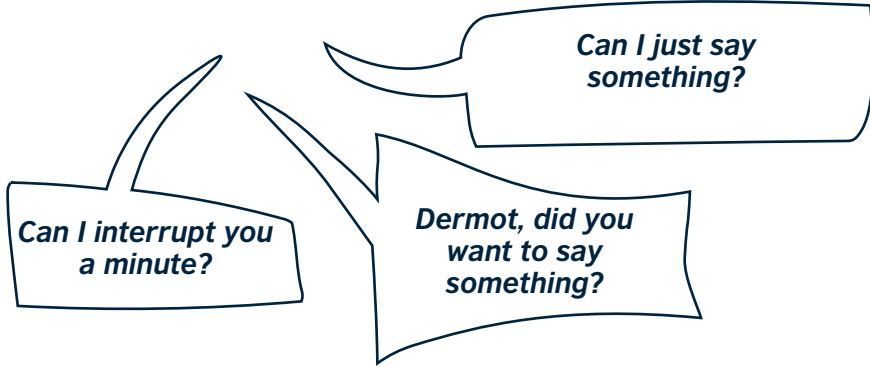 Can I just say
something?
Can I interrupt you
a minute?
Dermot, did you
want to say
something?